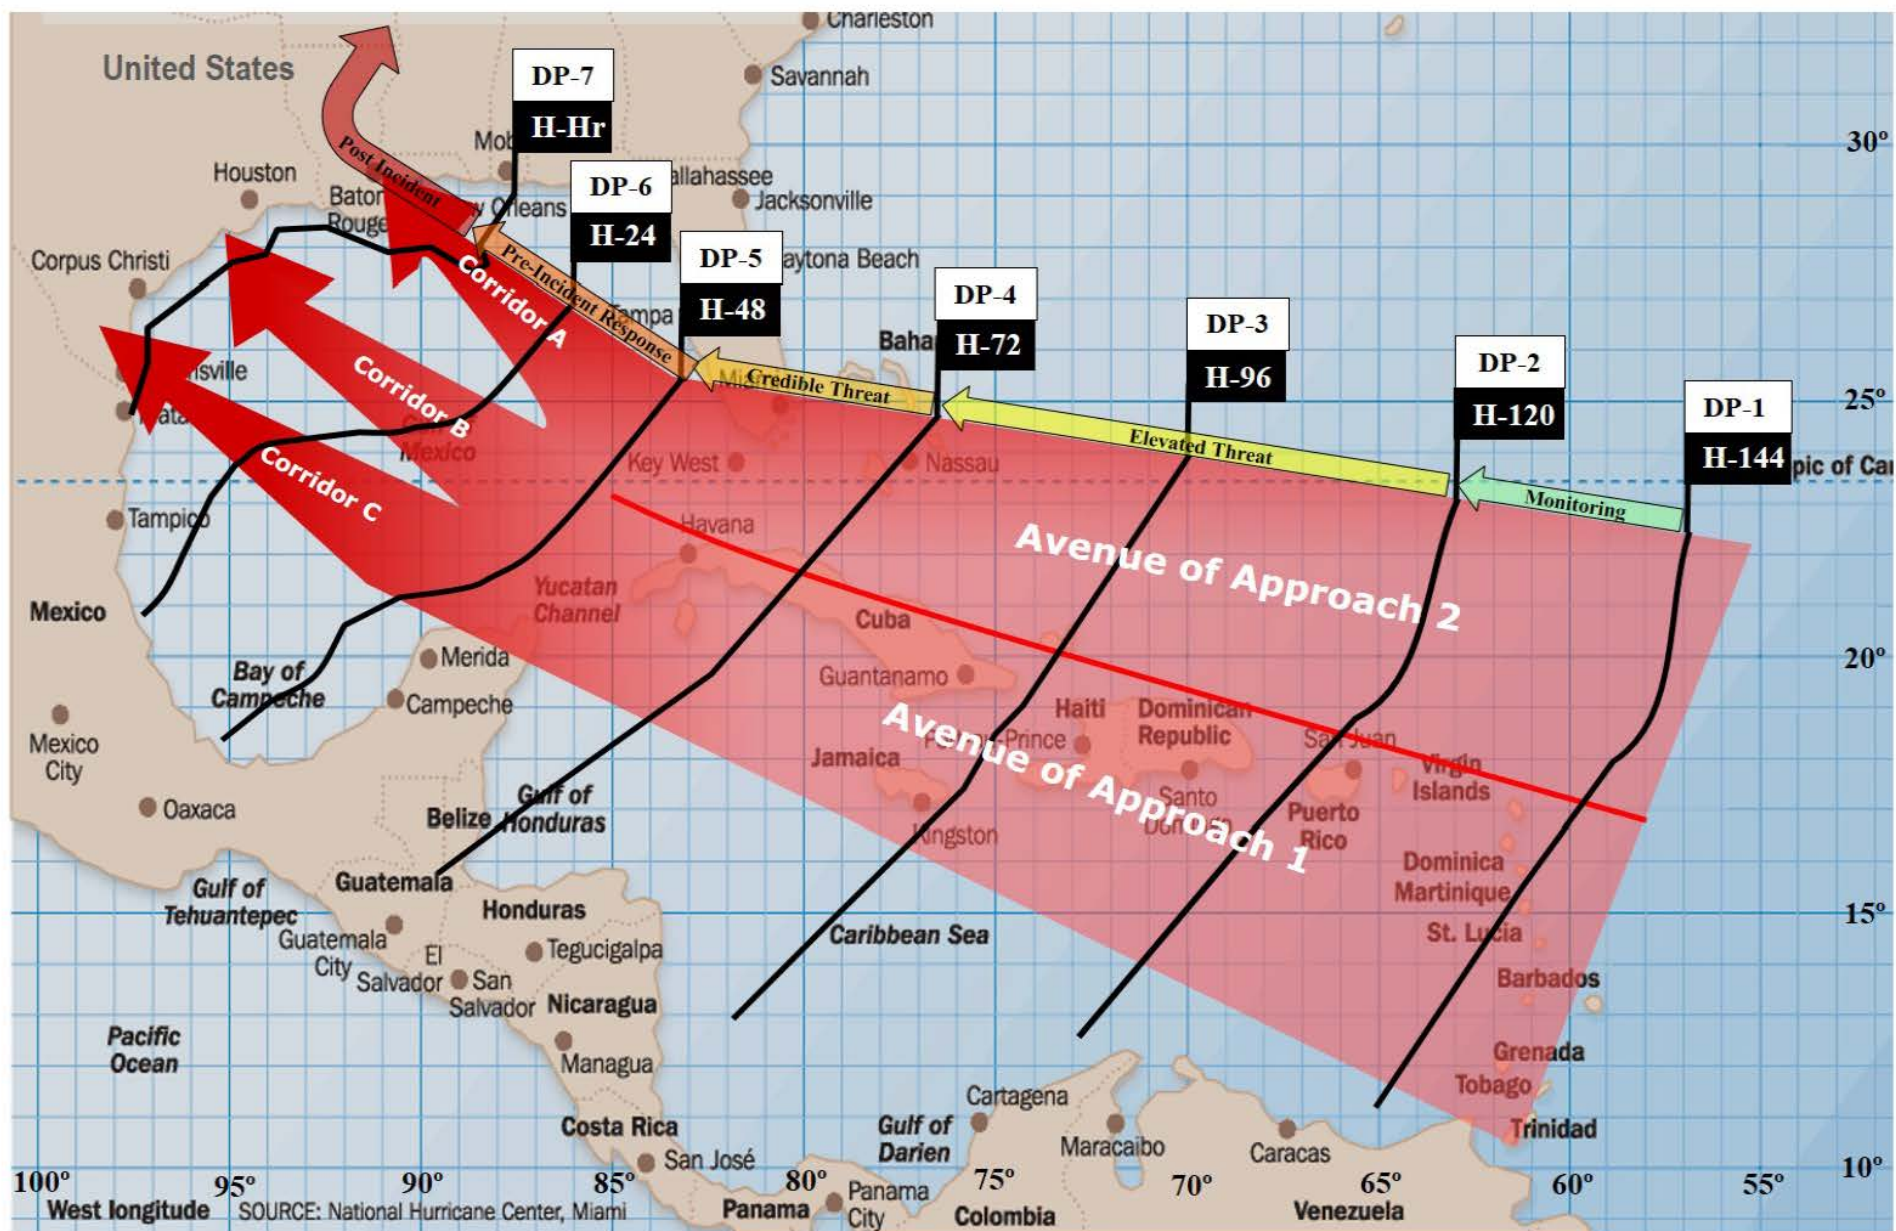 Charleston
United States
Savannah
DP-7
H-Hr
30º
Post Incident
Houston
DP-6
H-24
Jacksonville
Baton
Rouge
Corpus Christi
DP-5
H-48
Pre-Incident Response
Corridor A
DP-4
H-72
DP-3
H-96
DP-2
H-120
DP-1
H-144
25º
Credible Threat
Elevated Threat
Monitoring
Corridor B
Mexico
Corridor C
Key West
Nassau
Tampico
Havana
Avenue of Approach 2
Yucatan
Channel
Mexico
Cuba
Merida
20º
Bay of
Campeche
Campeche
Guantanamo
Haiti
Dominican
Republic
Avenue of Approach 1
Mexico
City
Jamaica
San Juan
Virgin
Islands
Oaxaca
Belize
Gulf of
Honduras
Kingston
Santo
Puerto
Rico
Dominica
Martinique
St. Lucia
15º
Gulf of
Tehuantepec
Guatemala
Honduras
Guatemala
City
El
Salvador
San
Salvador
Tegucigalpa
Caribbean Sea
Barbados
Nicaragua
Pacific
Ocean
Managua
Grenada
Tobago
Trinidad
Cartagena
Costa Rica
Gulf of
Darien
Maracaibo
Caracas
San José
10º
100º
95º
90º
85º
80º
75º
70º
65º
60º
55º
West longitude
SOURCE: National Hurricane Center, Miami
Panama
Panama
City
Colombia
Venezuela